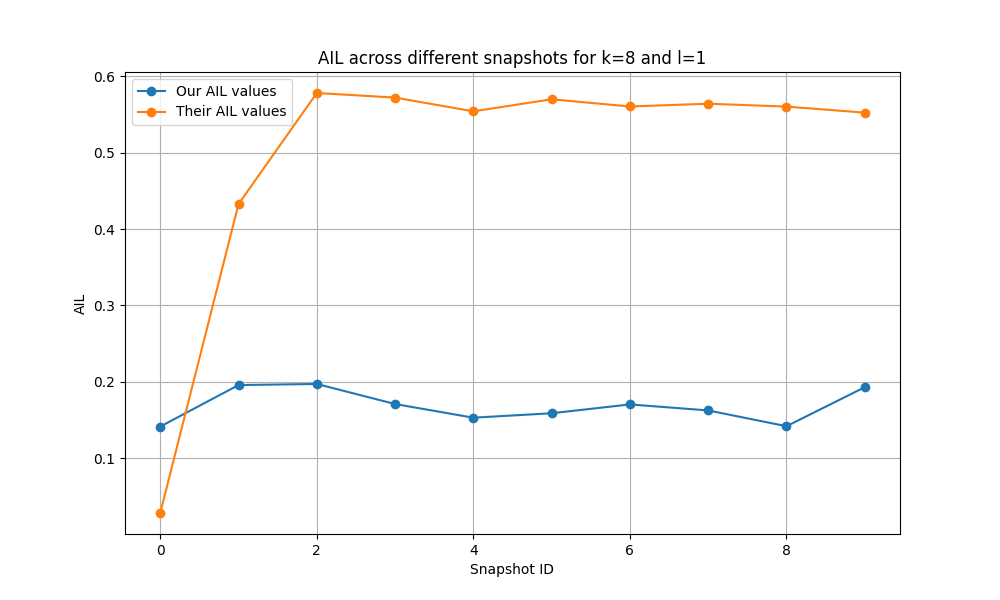 AIL across different snapshots for k=8 and l=1
Our AIL values
Their AIL values
0.6
0.5
0.4
0.3
0.2
0.1
AIL
0 2 4 6 8
Snapshot ID